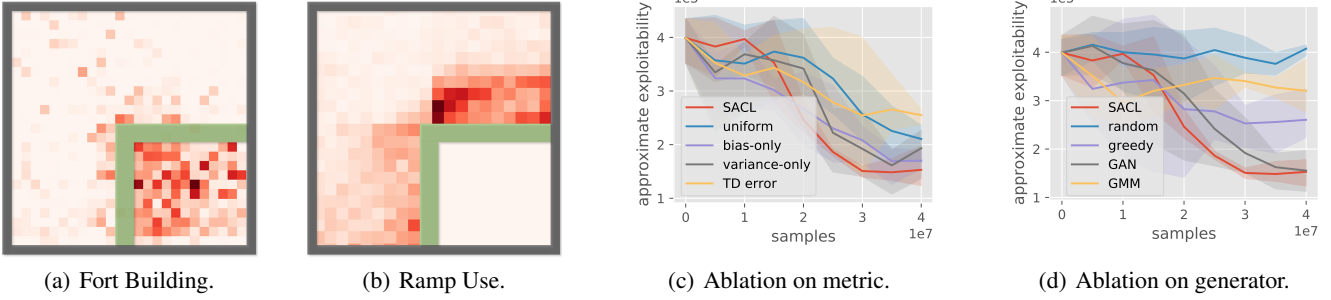 approximate exploitability
4
3
2
1
SACL
uniform
bias-only
variance-only
TD error
0 1 2 3 4
1e7
samples
approximate exploitability
4
3
2
1
SACL
random
greedy
GAN
GMM
0 1 2 3 4
1e7
samples
(a) Fort Building.
(b) Ramp Use.
(c) Ablation on metric.
(d) Ablation on generator.